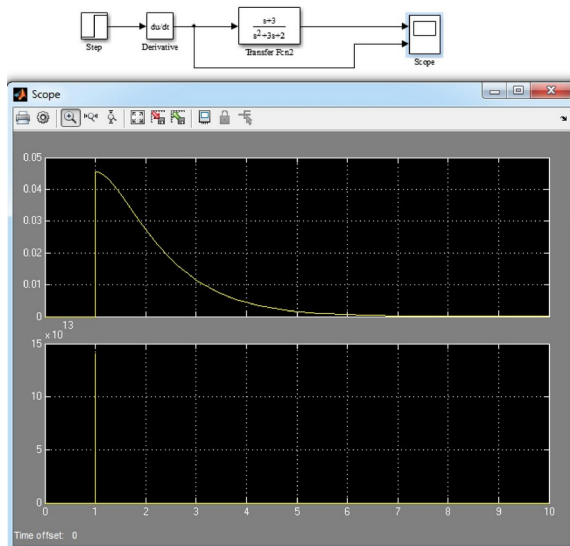 du/dt
s+3
s²+3s+2
Step
Derivative
Transfer Fcn2
Scope
Scope
0.05
0.04
0.03
0.02
0.01
0
x 10^13
15
10
5
0
0 1 2 3 4 5 6 7 8 9 10
Time offset: 0